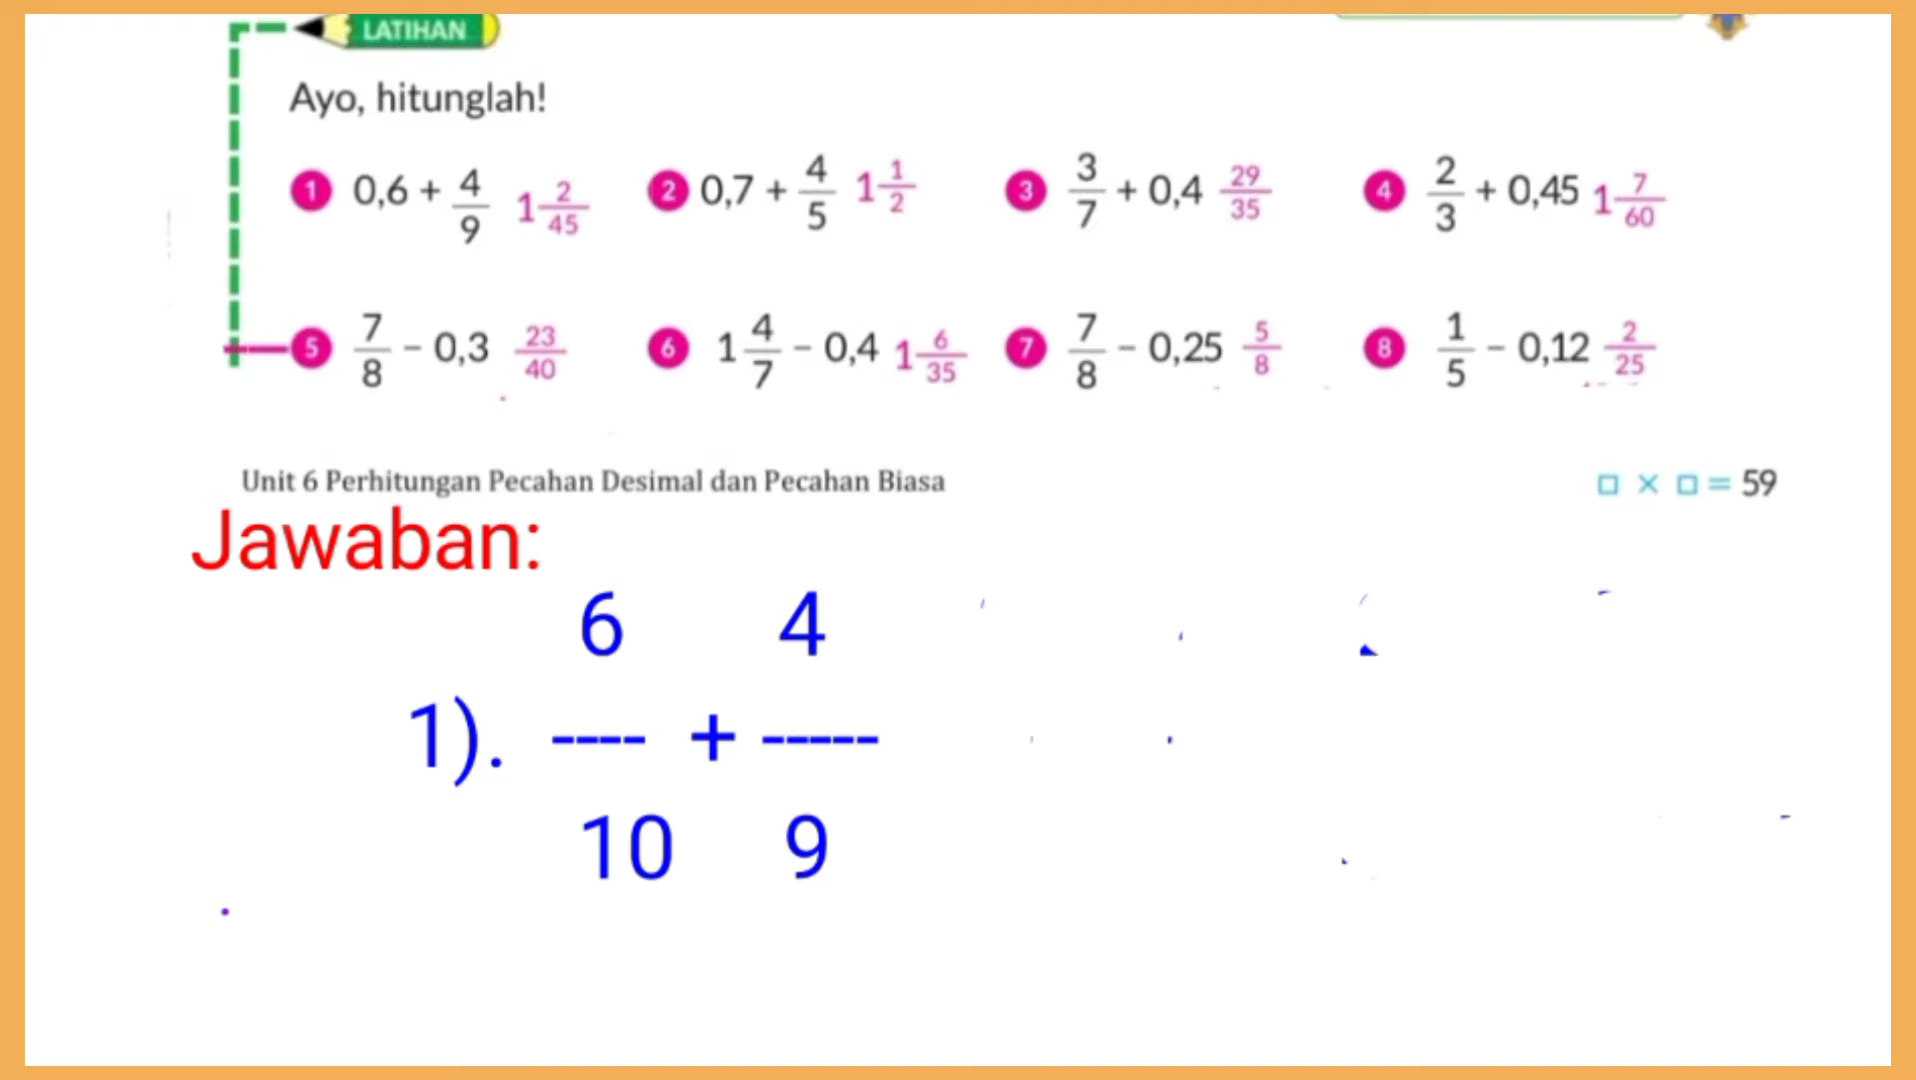 LATIHAN
Ayo, hitunglah!
1 0,6 + 4/9 1 2/45 2 0,7 + 4/5 1 1/2 3 3/7 + 0,4 29/35 4 2/3 + 0,45 1 7/60
5 7/8 - 0,3 23/40 6 1 4/7 - 0,4 1 6/35 7 7/8 - 0,25 5/8 8 1/5 - 0,12 2/25
Unit 6 Perhitungan Pecahan Desimal dan Pecahan Biasa □ × □ = 59
Jawaban:
6 4
1). ---- + -----
10 9